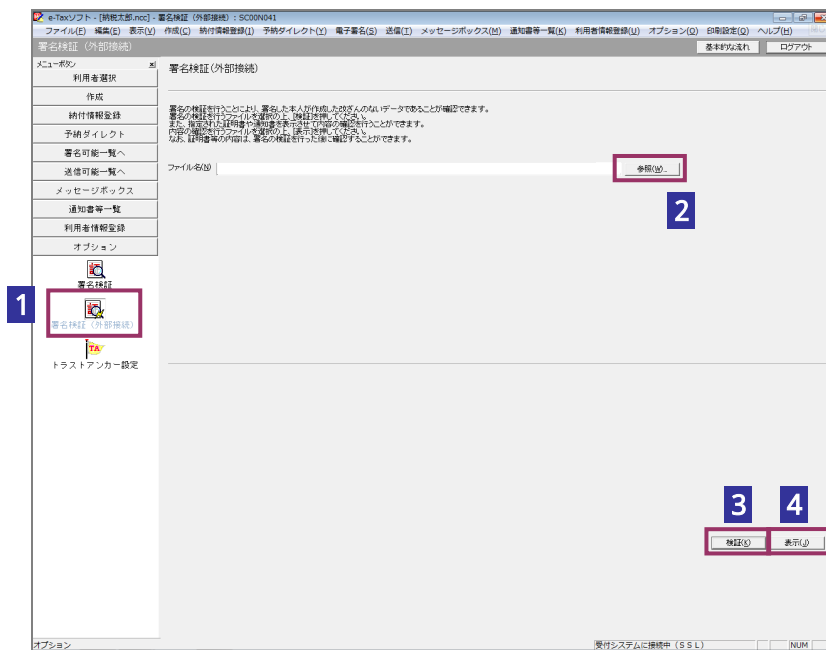 e-Taxソフト - [納税太郎.ncc] - 署名検証（外部接続）：SC00N041
ファイル(F) 編集(E) 表示(V) 作成(C) 納付情報登録(I) 予納ダイレクト(Y) 電子署名(S) 送信(T) メッセージボックス(M) 通知書等一覧(K) 利用者情報登録(U) オプション(O) 印刷設定(Q) ヘルプ(H)
署名検証（外部接続）
基本的な流れ ログアウト
メニューボタン
利用者選択
作成
納付情報登録
予納ダイレクト
署名可能一覧へ
送信可能一覧へ
メッセージボックス
通知書等一覧
利用者情報登録
オプション
署名検証
1
署名検証（外部接続）
TA
トラストアンカー設定
署名検証(外部接続)
署名の検証を行うことにより、署名した本人が作成した改ざんのないデータであることが確認できます。
署名の検証を行うファイルを選択の上、[検証]を押してください。
また、指定された証明書や通知書を表示させて内容の確認を行うことができます。
内容の確認を行うファイルを選択の上、[表示]を押してください。
なお、証明書等の内容は、署名の検証を行った後に確認することができます。
ファイル名(N)
参照(W)...
2
3
4
検証(K)
表示(J)
オプション
受付システムに接続中（ＳＳＬ）
NUM